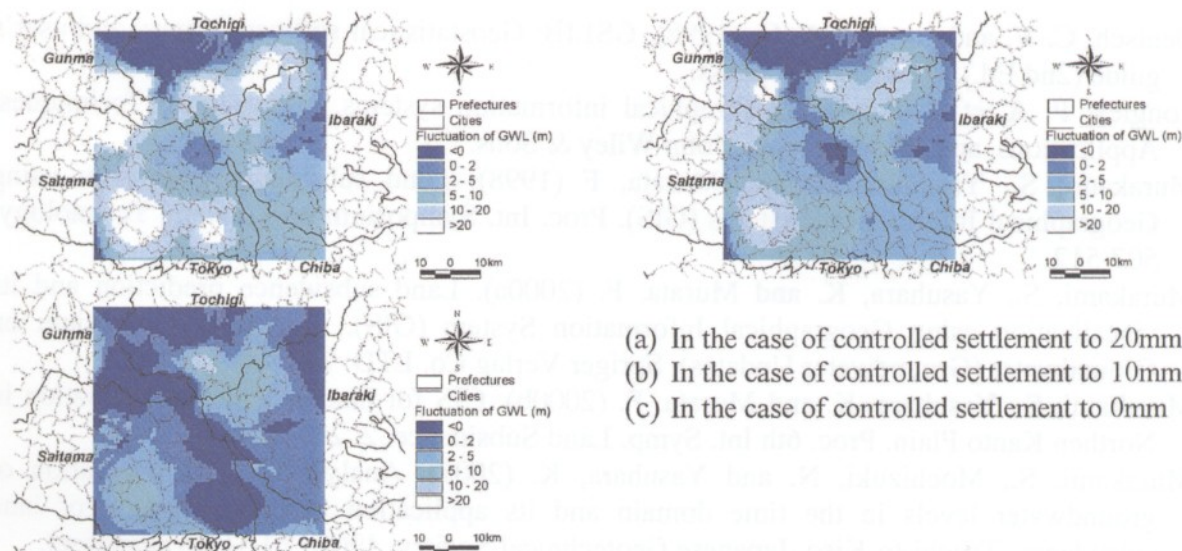 Tochigi
Gunma
Ibaraki
Saitama
Tokyo
Chiba
N
W E
S
Prefectures
Cities
Fluctuation of GWL (m)
<0
0 - 2
2 - 5
5 - 10
10 - 20
>20
10 0 10km
Tochigi
Gunma
Ibaraki
Saitama
Tokyo
Chiba
N
W E
S
Prefectures
Cities
Fluctuation of GWL (m)
<0
0 - 2
2 - 5
5 - 10
10 - 20
>20
10 0 10km
Tochigi
Gunma
Ibaraki
Saitama
Tokyo
Chiba
N
W E
S
Prefectures
Cities
Fluctuation of GWL (m)
<0
0 - 2
2 - 5
5 - 10
10 - 20
>20
10 0 10km
(a) In the case of controlled settlement to 20mm
(b) In the case of controlled settlement to 10mm
(c) In the case of controlled settlement to 0mm